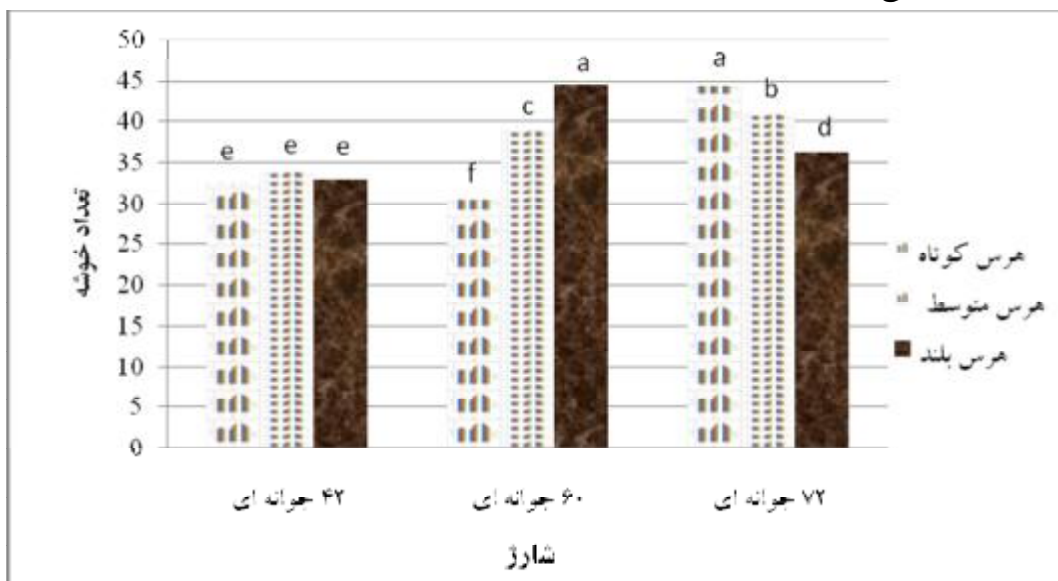 50
45
40
35
30
25
20
15
10
5
0
تعداد خوشه
e e e
f c a
a b d
۴۲ جوانه ای
۶۰ جوانه ای
۷۲ جوانه ای
شارژ
هرس کوتاه
هرس متوسط
هرس بلند